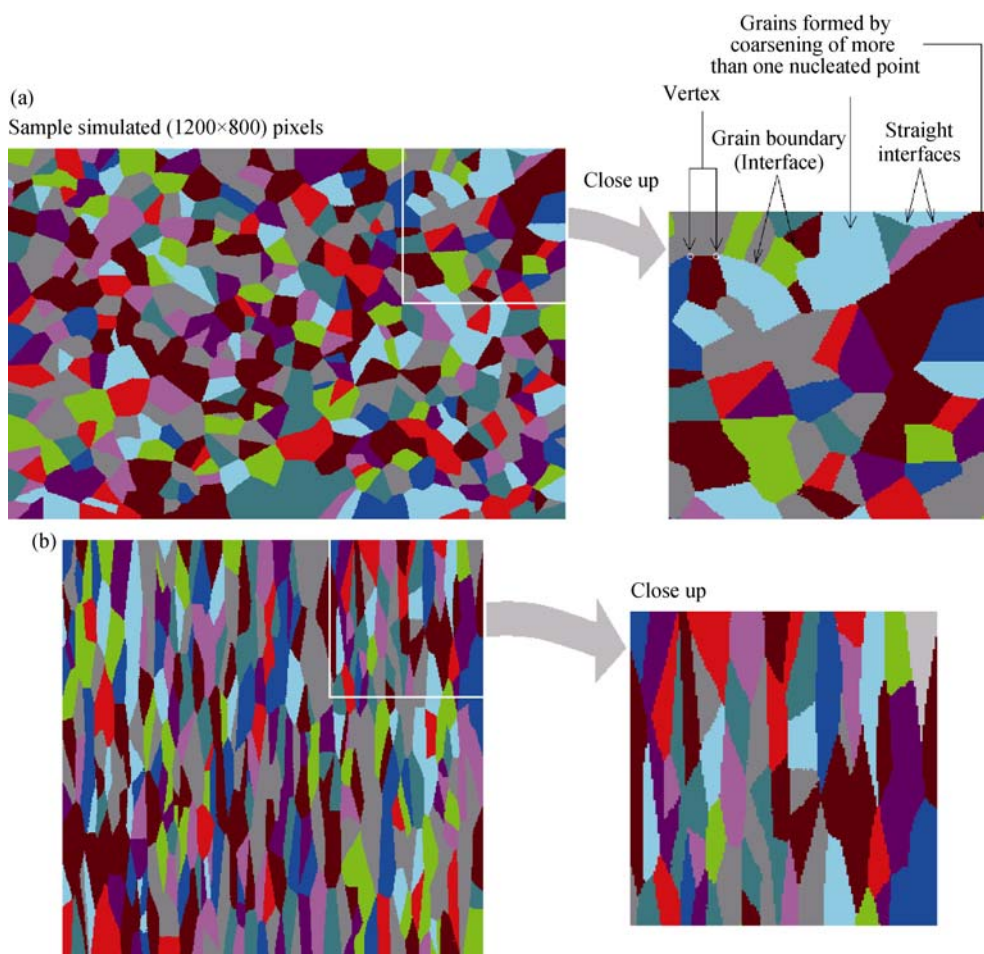 (a)
Sample simulated (1200×800) pixels
Close up
Grains formed by
coarsening of more
than one nucleated point
Vertex
Grain boundary
(Interface)
Straight
interfaces
(b)
Close up